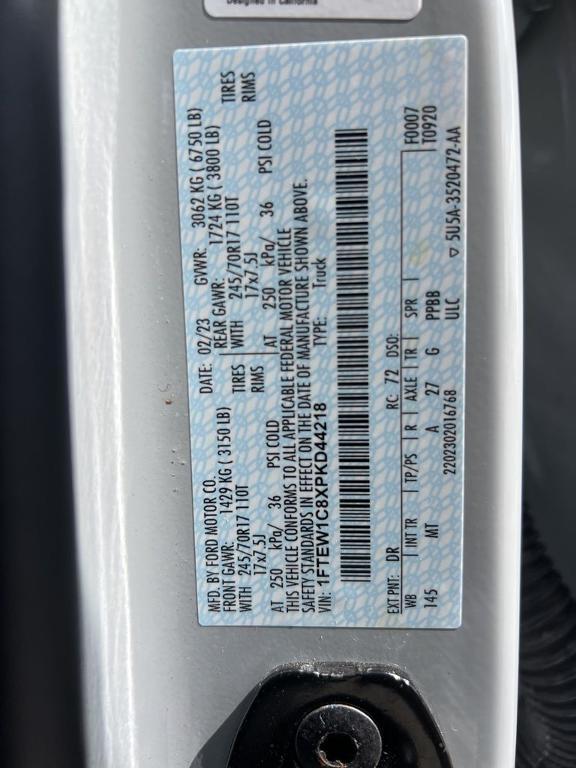 Designed in California
MFD. BY FORD MOTOR CO.
DATE: 02/23 GVWR: 3062 KG ( 6750 LB)
FRONT GAWR: 1429 KG ( 3150 LB) REAR GAWR: 1724 KG ( 3800 LB)
WITH 245/70R17 110T TIRES WITH 245/70R17 110T TIRES
17x7.5J RIMS 17x7.5J RIMS
AT 250 kPa/ 36 PSI COLD AT 250 kPa/ 36 PSI COLD
THIS VEHICLE CONFORMS TO ALL APPLICABLE FEDERAL MOTOR VEHICLE
SAFETY STANDARDS IN EFFECT ON THE DATE OF MANUFACTURE SHOWN ABOVE.
VIN: 1FTEW1C8XPKD44218 TYPE: Truck
F0007
T0920
EXT PNT: DR RC: 72 DSO:
WB INT TR TP/PS R AXLE TR SPR
145 MT A 27 G PPBB
ULC
2202302016768 ▽ 5U5A-3520472-AA